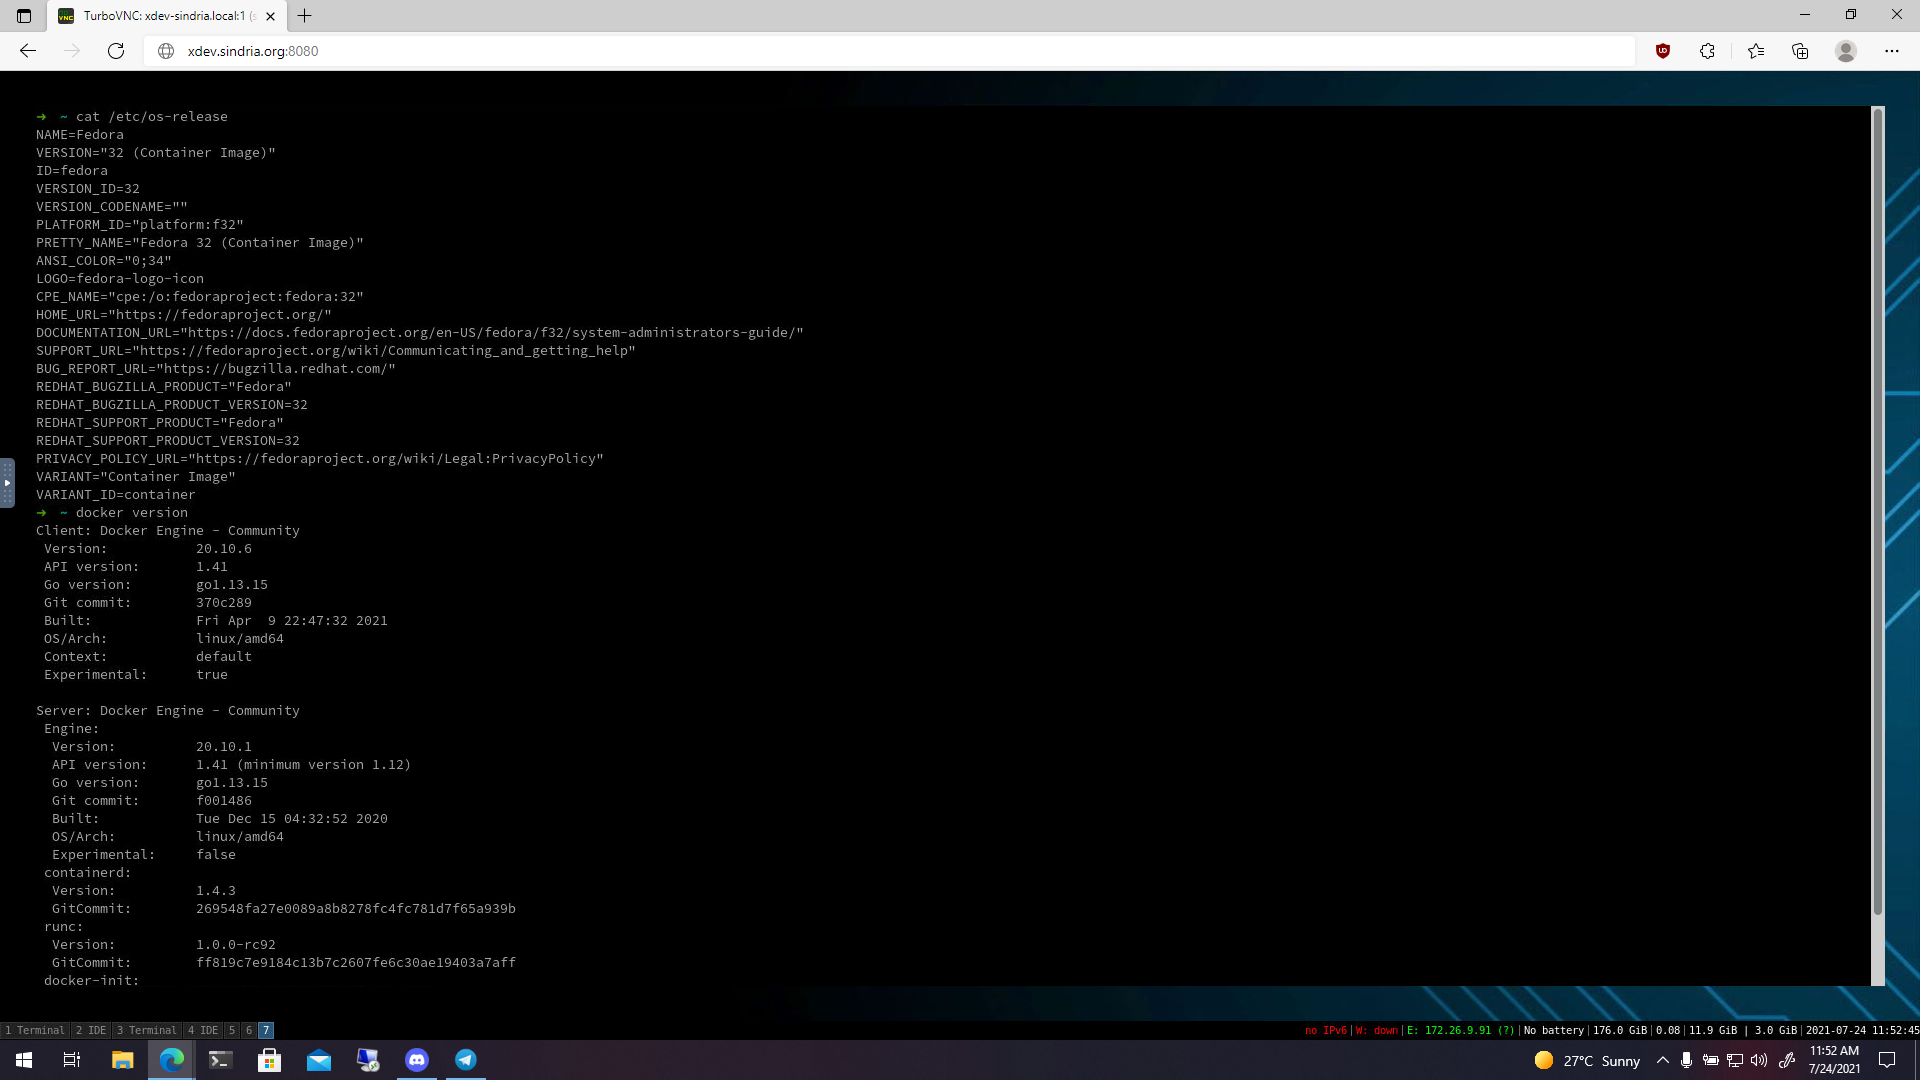 TurboVNC: xdev-sindria.local:1 (s
xdev.sindria.org:8080
➜  ~ cat /etc/os-release
NAME=Fedora
VERSION="32 (Container Image)"
ID=fedora
VERSION_ID=32
VERSION_CODENAME=""
PLATFORM_ID="platform:f32"
PRETTY_NAME="Fedora 32 (Container Image)"
ANSI_COLOR="0;34"
LOGO=fedora-logo-icon
CPE_NAME="cpe:/o:fedoraproject:fedora:32"
HOME_URL="https://fedoraproject.org/"
DOCUMENTATION_URL="https://docs.fedoraproject.org/en-US/fedora/f32/system-administrators-guide/"
SUPPORT_URL="https://fedoraproject.org/wiki/Communicating_and_getting_help"
BUG_REPORT_URL="https://bugzilla.redhat.com/"
REDHAT_BUGZILLA_PRODUCT="Fedora"
REDHAT_BUGZILLA_PRODUCT_VERSION=32
REDHAT_SUPPORT_PRODUCT="Fedora"
REDHAT_SUPPORT_PRODUCT_VERSION=32
PRIVACY_POLICY_URL="https://fedoraproject.org/wiki/Legal:PrivacyPolicy"
VARIANT="Container Image"
VARIANT_ID=container
➜  ~ docker version
Client: Docker Engine - Community
Version: 20.10.6
API version: 1.41
Go version: go1.13.15
Git commit: 370c289
Built: Fri Apr  9 22:47:32 2021
OS/Arch: linux/amd64
Context: default
Experimental: true
Server: Docker Engine - Community
Engine:
Version: 20.10.1
API version: 1.41 (minimum version 1.12)
Go version: go1.13.15
Git commit: f001486
Built: Tue Dec 15 04:32:52 2020
OS/Arch: linux/amd64
Experimental: false
containerd:
Version: 1.4.3
GitCommit: 269548fa27e0089a8b8278fc4fc781d7f65a939b
runc:
Version: 1.0.0-rc92
GitCommit: ff819c7e9184c13b7c2607fe6c30ae19403a7aff
docker-init:
1 Terminal 2 IDE 3 Terminal 4 IDE 5 6 7
no IPv6|W: down|E: 172.26.9.91 (?)|No battery|176.0 GiB|0.08|11.9 GiB | 3.0 GiB|2021-07-24 11:52:45
27°C Sunny
11:52 AM
7/24/2021